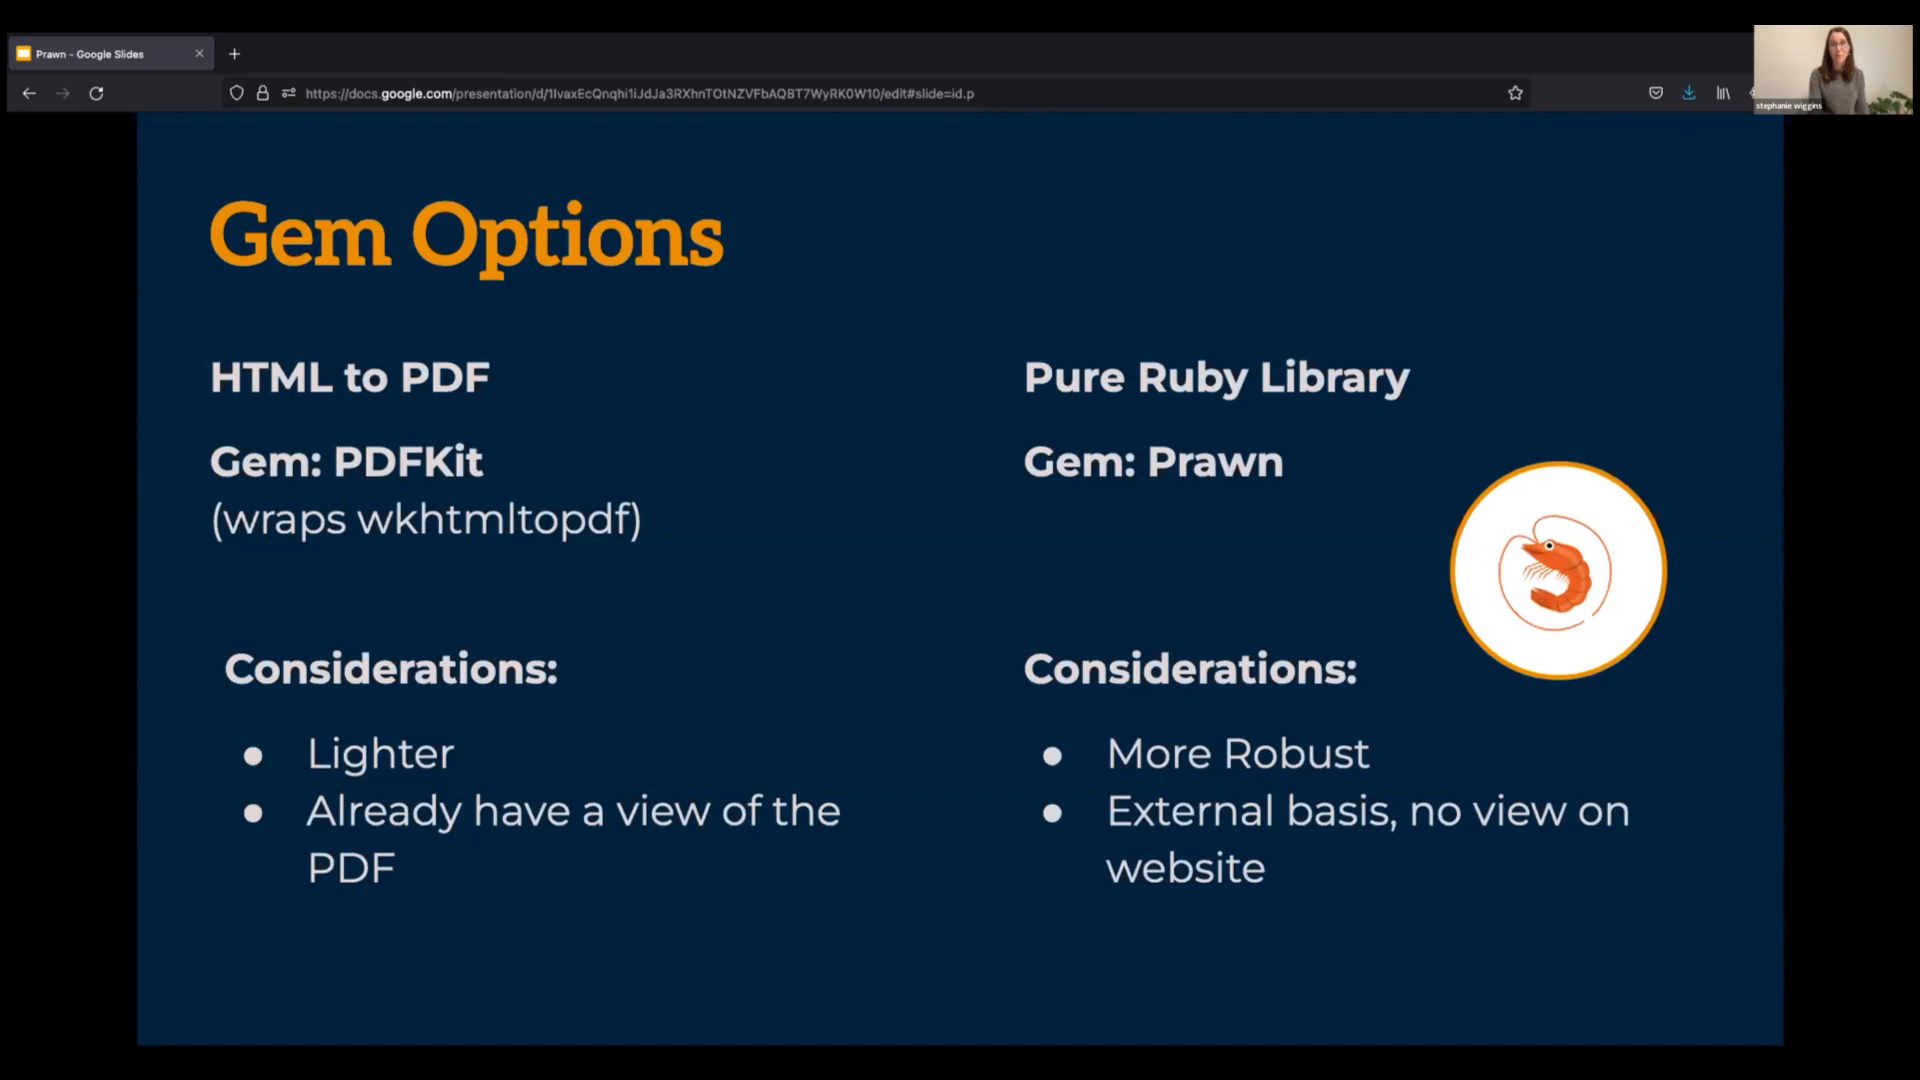 Prawn - Google Slides
https://docs.google.com/presentation/d/1IvaxEcQnqhi1iJdJa3RXhnTOtNZVFbAQBT7WyRK0W10/edit#slide=id.p
stephanie wiggins
Gem Options
HTML to PDF
Gem: PDFKit
(wraps wkhtmltopdf)
Considerations:
● Lighter
● Already have a view of the
PDF
Pure Ruby Library
Gem: Prawn
Considerations:
● More Robust
● External basis, no view on
website